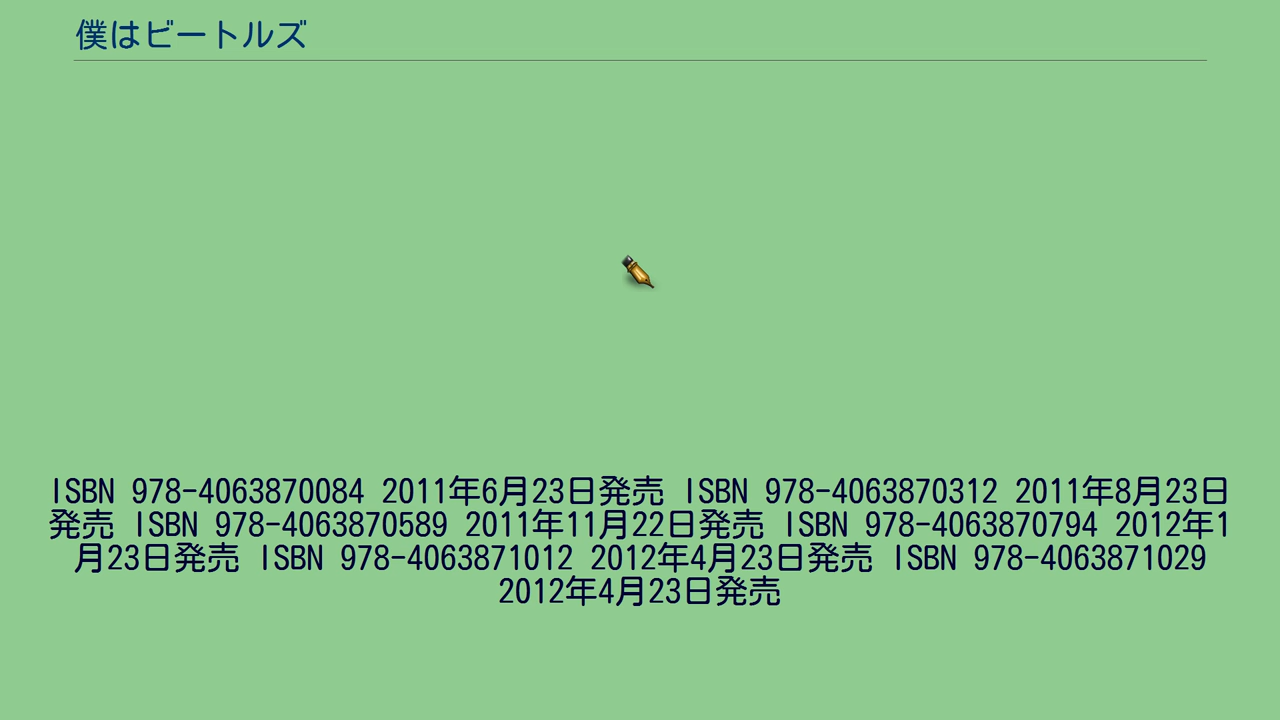 僕はビートルズ
ISBN 978-4063870084 2011年6月23日発売 ISBN 978-4063870312 2011年8月23日
発売 ISBN 978-4063870589 2011年11月22日発売 ISBN 978-4063870794 2012年1
月23日発売 ISBN 978-4063871012 2012年4月23日発売 ISBN 978-4063871029
2012年4月23日発売